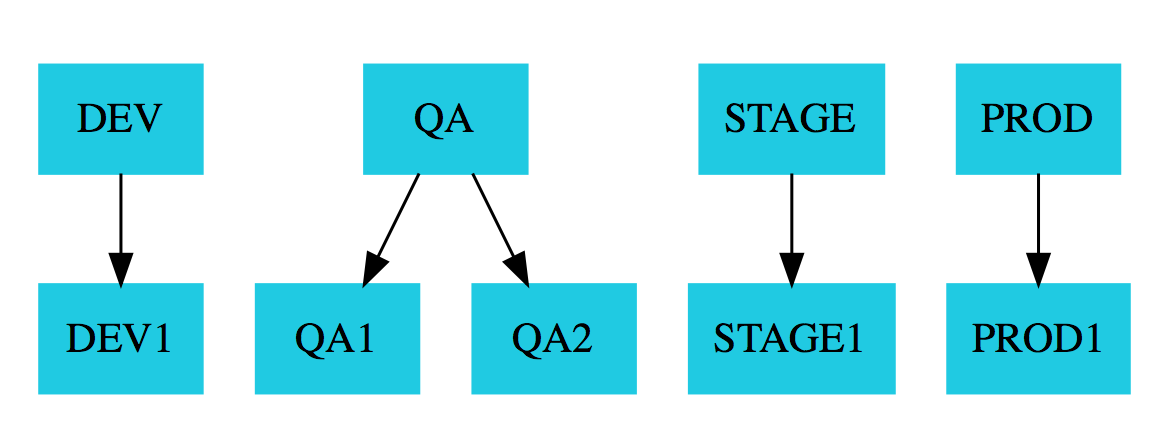 DEV
QA
STAGE
PROD
DEV1
QA1
QA2
STAGE1
PROD1